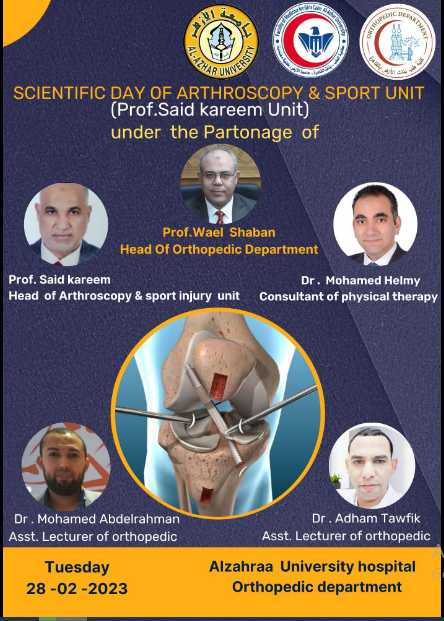 AL-AZHAR UNIVERSITY
ORTHOPEDIC DEPARTMENT
SCIENTIFIC DAY OF ARTHROSCOPY & SPORT UNIT
(Prof.Said kareem Unit)
under the Partonage of
Prof.Wael Shaban
Head Of Orthopedic Department
Prof. Said kareem
Head of Arthroscopy & sport injury unit
Dr . Mohamed Helmy
Consultant of physical therapy
Dr . Mohamed Abdelrahman
Asst. Lecturer of orthopedic
Dr . Adham Tawfik
Asst. Lecturer of orthopedic
Tuesday
28 -02 -2023
Alzahraa University hospital
Orthopedic department